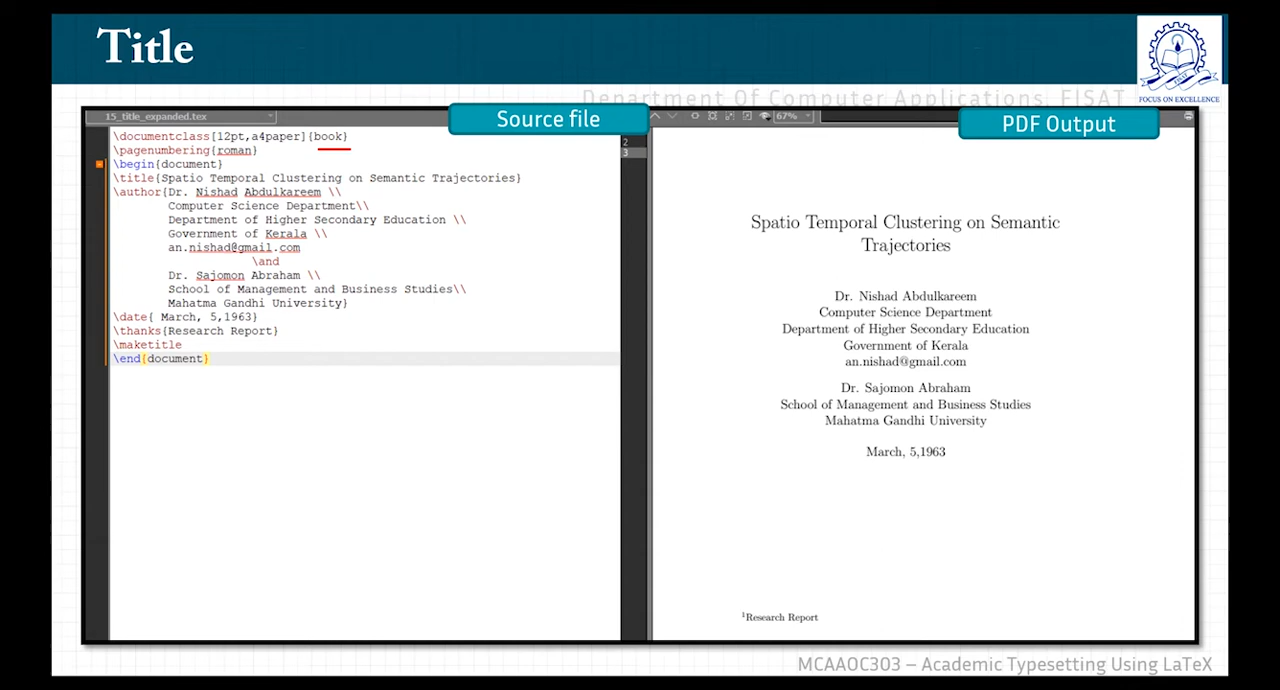 Title
FISAT
FOCUS ON EXCELLENCE
Department Of Computer Applications, FISAT
15_title_expanded.tex
Source file
67%
PDF Output
\documentclass[12pt,a4paper]{book}
\pagenumbering{roman}
\begin{document}
\title{Spatio Temporal Clustering on Semantic Trajectories}
\author{Dr. Nishad Abdulkareem \\
Computer Science Department\\
Department of Higher Secondary Education \\
Government of Kerala \\
an.nishad@gmail.com
\and
Dr. Sajomon Abraham \\
School of Management and Business Studies\\
Mahatma Gandhi University}
\date{ March, 5,1963}
\thanks{Research Report}
\maketitle
\end{document}
2
3
Spatio Temporal Clustering on Semantic
Trajectories
Dr. Nishad Abdulkareem
Computer Science Department
Department of Higher Secondary Education
Government of Kerala
an.nishad@gmail.com
Dr. Sajomon Abraham
School of Management and Business Studies
Mahatma Gandhi University
March, 5,1963
1Research Report
MCAAOC303 – Academic Typesetting Using LaTeX